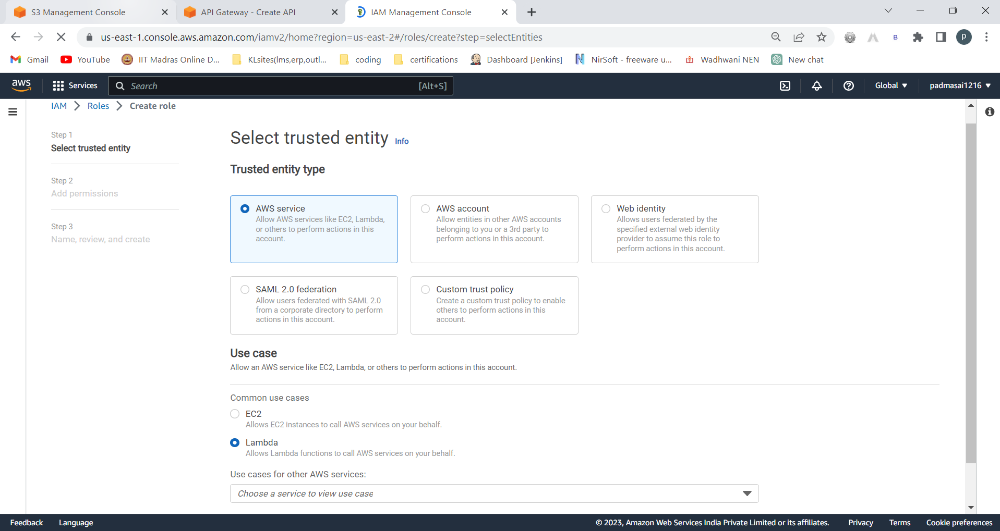 S3 Management Console
API Gateway - Create API
IAM Management Console
us-east-1.console.aws.amazon.com/iamv2/home?region=us-east-2#/roles/create?step=selectEntities
B
p
Gmail
YouTube
IIT Madras Online D...
KLsites(lms,erp,outl...
coding
certifications
Dashboard [Jenkins]
NirSoft - freeware u...
Wadhwani NEN
New chat
aws
Services
Search
[Alt+S]
Global
padmasai1216
IAM
Roles
Create role
Step 1
Select trusted entity
Step 2
Add permissions
Step 3
Name, review, and create
Select trusted entity Info
Trusted entity type
AWS service
Allow AWS services like EC2, Lambda,
or others to perform actions in this
account.
AWS account
Allow entities in other AWS accounts
belonging to you or a 3rd party to
perform actions in this account.
Web identity
Allows users federated by the
specified external web identity
provider to assume this role to
perform actions in this account.
SAML 2.0 federation
Allow users federated with SAML 2.0
from a corporate directory to perform
actions in this account.
Custom trust policy
Create a custom trust policy to enable
others to perform actions in this
account.
Use case
Allow an AWS service like EC2, Lambda, or others to perform actions in this account.
Common use cases
EC2
Allows EC2 instances to call AWS services on your behalf.
Lambda
Allows Lambda functions to call AWS services on your behalf.
Use cases for other AWS services:
Choose a service to view use case
Feedback
Language
© 2023, Amazon Web Services India Private Limited or its affiliates.
Privacy
Terms
Cookie preferences